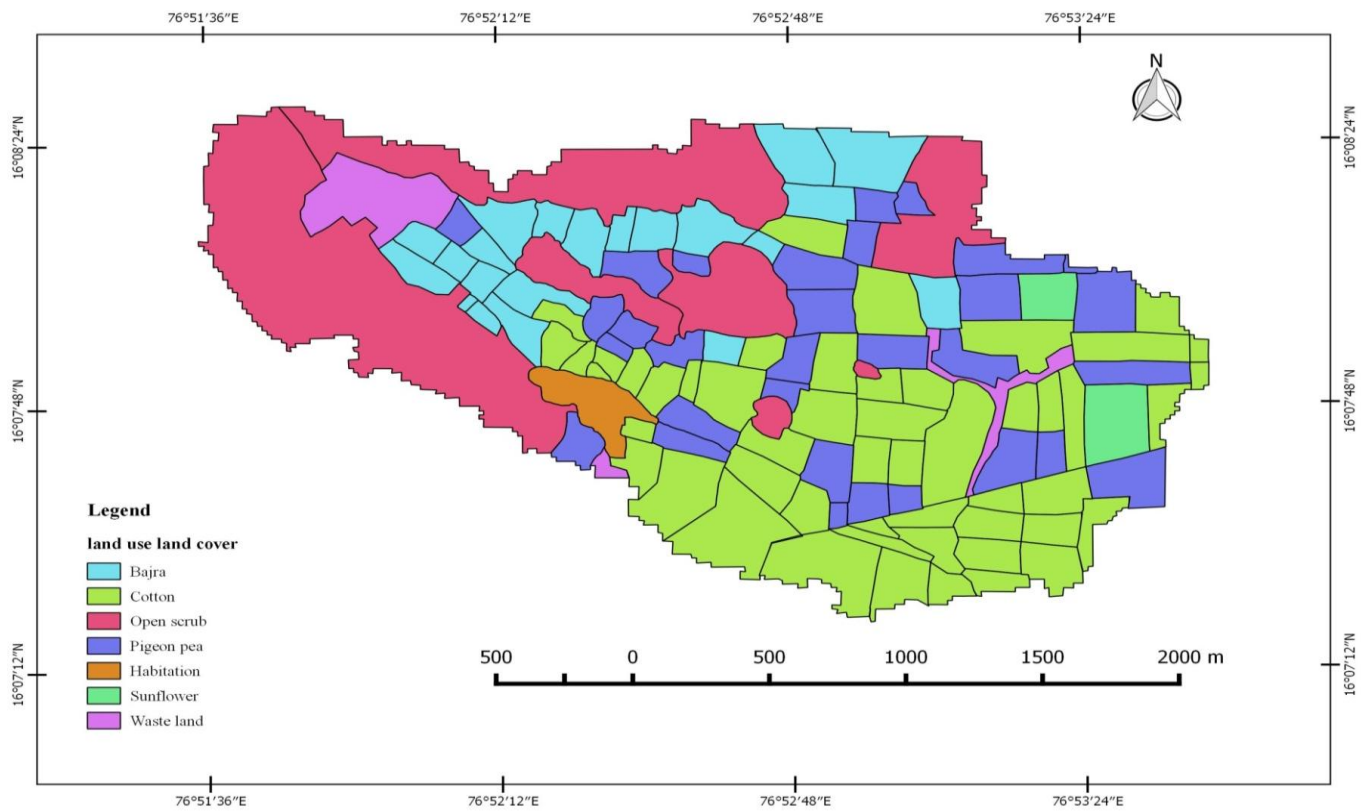 76°51′36″E 76°52′12″E 76°52′48″E 76°53′24″E
N
16°08′24″N 16°08′24″N
16°07′48″N 16°07′48″N
Legend
land use land cover
Bajra
Cotton
Open scrub
Pigeon pea
Habitation
Sunflower
Waste land
500 0 500 1000 1500 2000 m
16°07′12″N 16°07′12″N
76°51′36″E 76°52′12″E 76°52′48″E 76°53′24″E